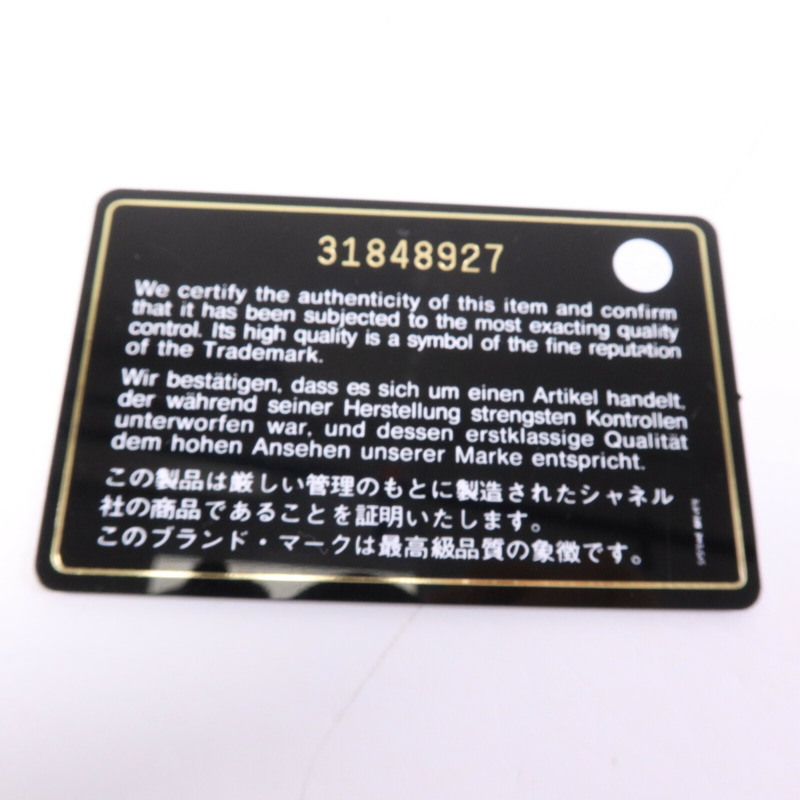 31848927
We certify the authenticity of this item and confirm
that it has been subjected to the most exacting quality
control. Its high quality is a symbol of the fine reputation
of the Trademark.
Wir bestätigen, dass es sich um einen Artikel handelt,
der während seiner Herstellung strengsten Kontrollen
unterworfen war, und dessen erstklassige Qualität
dem hohen Ansehen unserer Marke entspricht.
この製品は厳しい管理のもとに製造されたシャネル
社の商品であることを証明いたします。
このブランド・マークは最高級品質の象徴です。